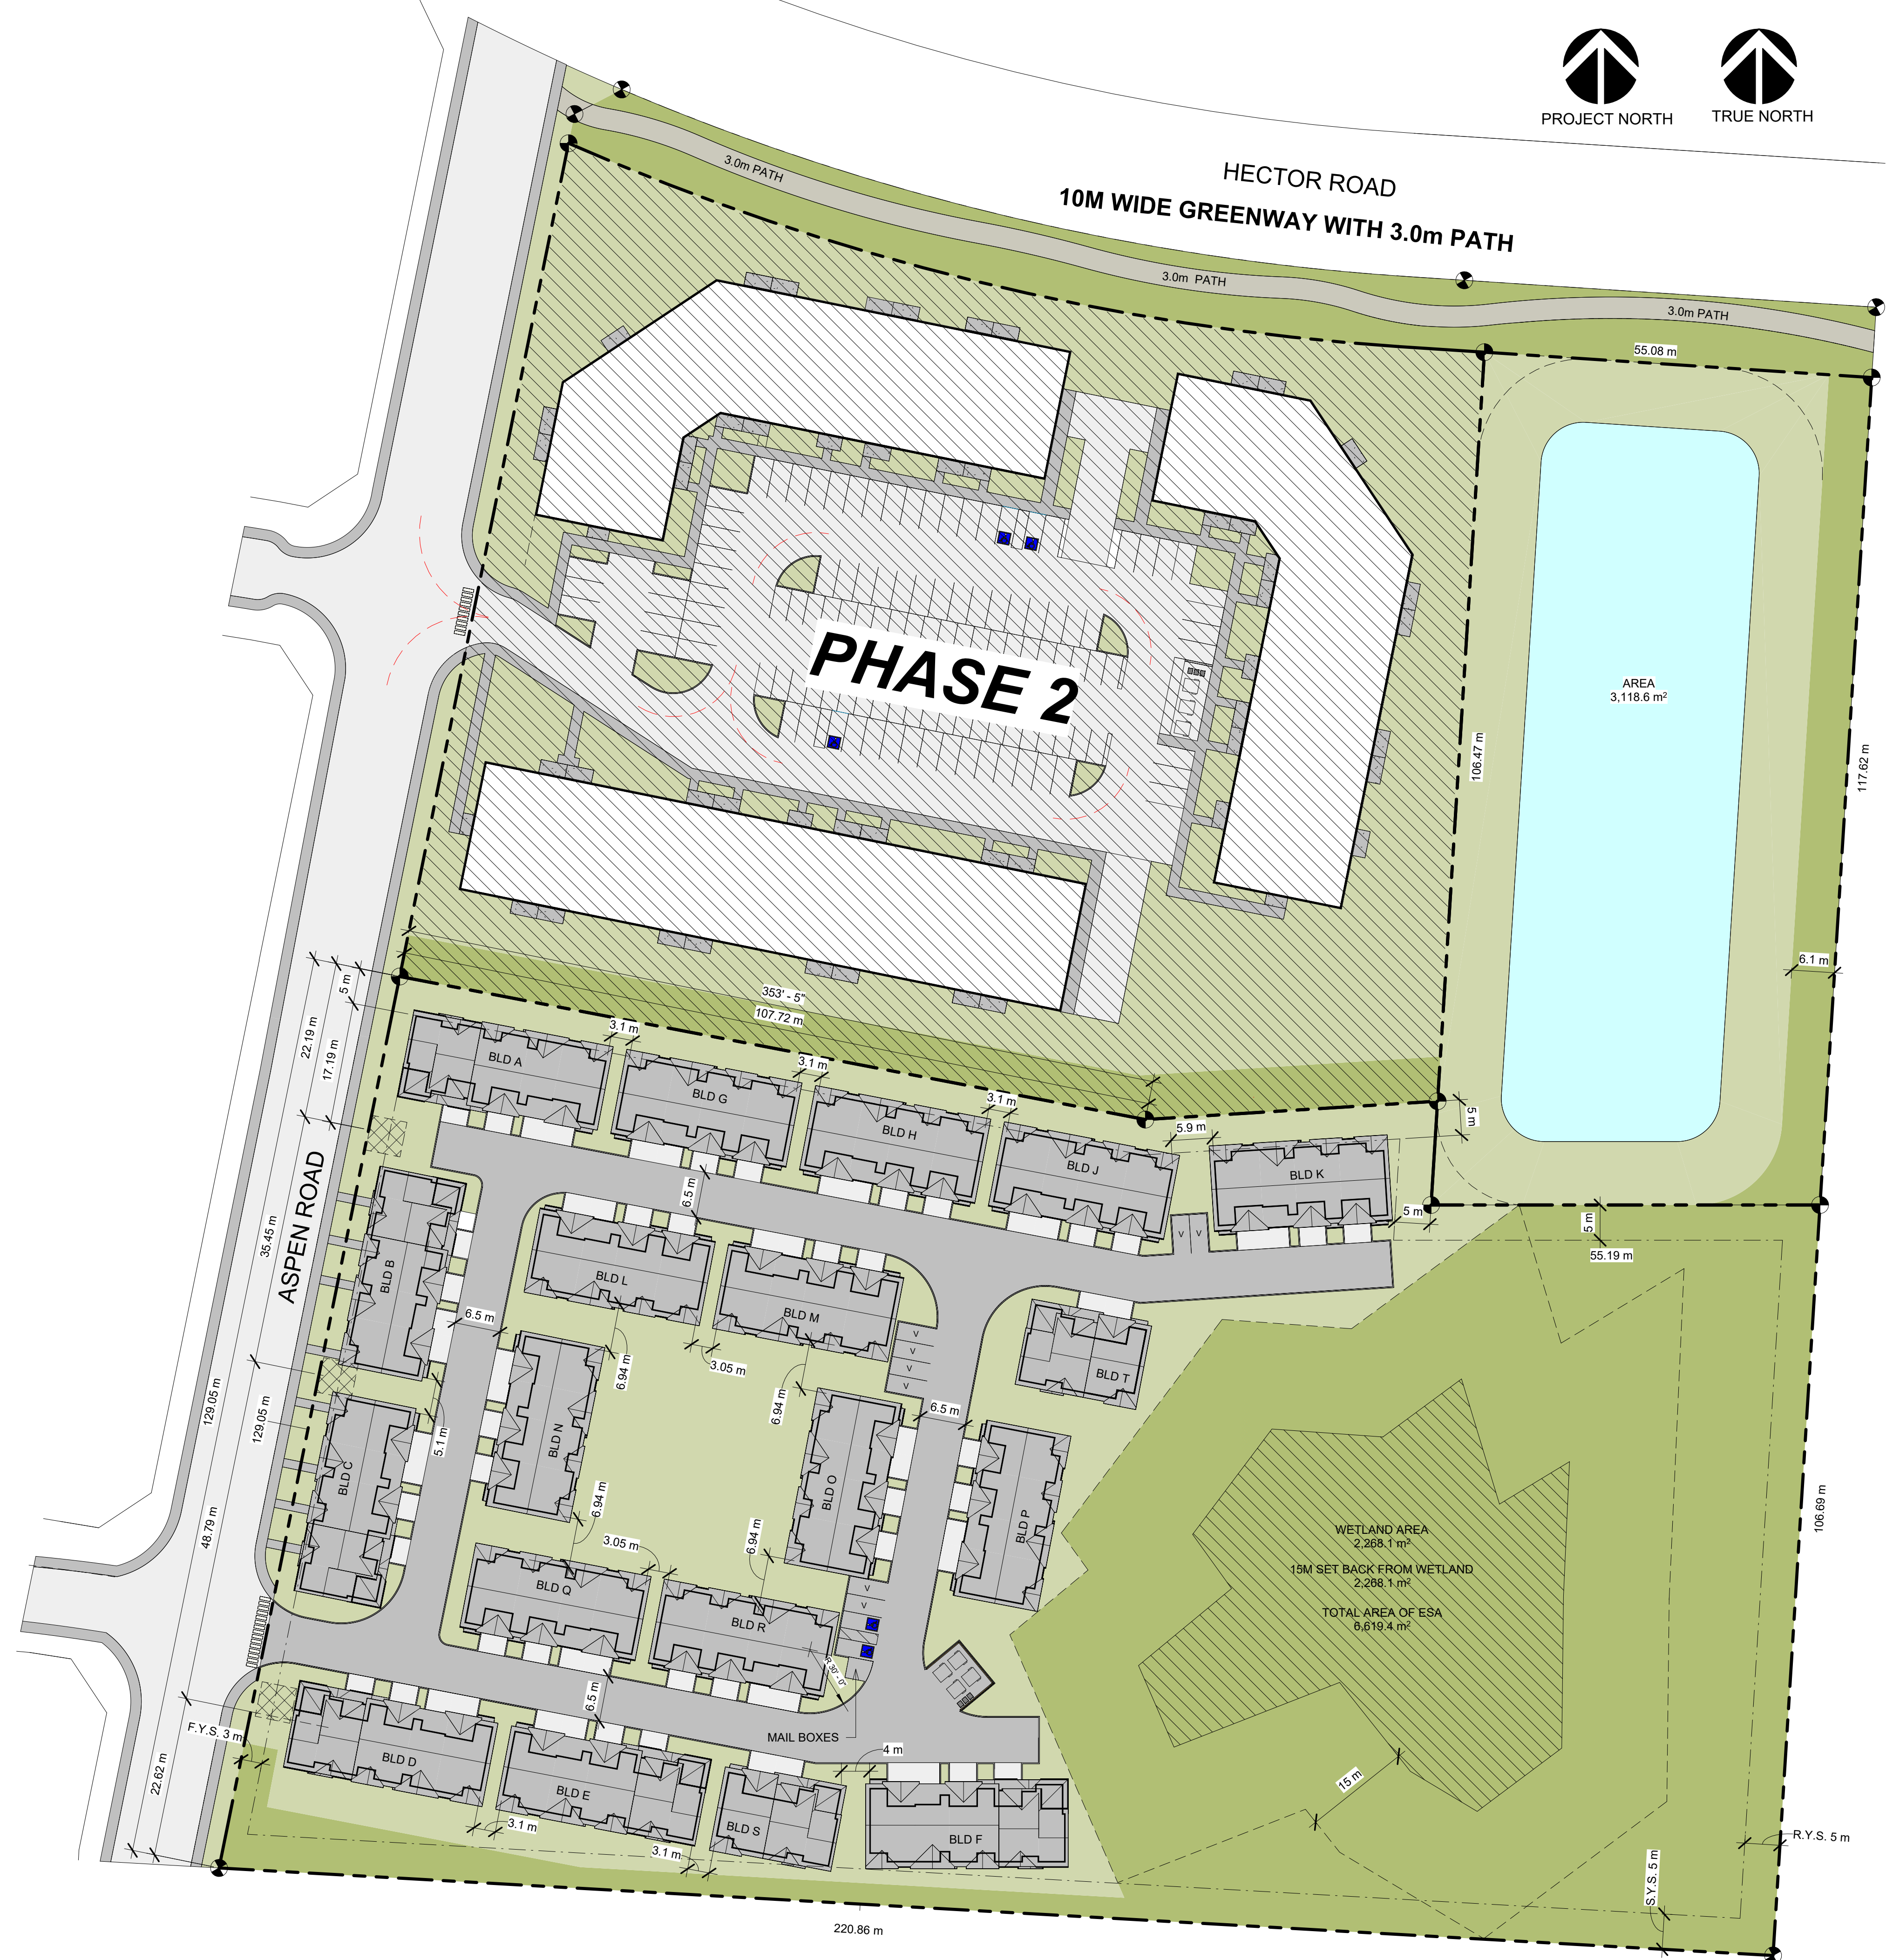 PROJECT NORTH
TRUE NORTH
HECTOR ROAD
10M WIDE GREENWAY WITH 3.0m PATH
3.0m PATH
3.0m PATH
3.0m PATH
55.08 m
PHASE 2
AREA
3,118.6 m²
106.47 m
117.62 m
6.1 m
353' - 5"
107.72 m
5 m
22.19 m
17.19 m
3.1 m
3.1 m
3.1 m
5.9 m
5 m
5 m
5 m
55.19 m
BLD A
BLD G
BLD H
BLD J
BLD K
ASPEN ROAD
35.45 m
6.5 m
V
V
BLD B
BLD L
BLD M
6.5 m
3.05 m
6.94 m
6.94 m
V
V
V
V
BLD T
129.05 m
129.05 m
6.5 m
5.1 m
BLD C
BLD N
BLD O
BLD P
48.79 m
6.94 m
6.94 m
3.05 m
106.69 m
WETLAND AREA
2,268.1 m²
15M SET BACK FROM WETLAND
2,268.1 m²
TOTAL AREA OF ESA
6,619.4 m²
BLD Q
BLD R
V
V
R 30' - 0"
6.5 m
MAIL BOXES
4 m
F.Y.S. 3 m
22.62 m
BLD D
BLD E
BLD S
BLD F
3.1 m
3.1 m
15 m
R.Y.S. 5 m
S.Y.S. 5 m
220.86 m